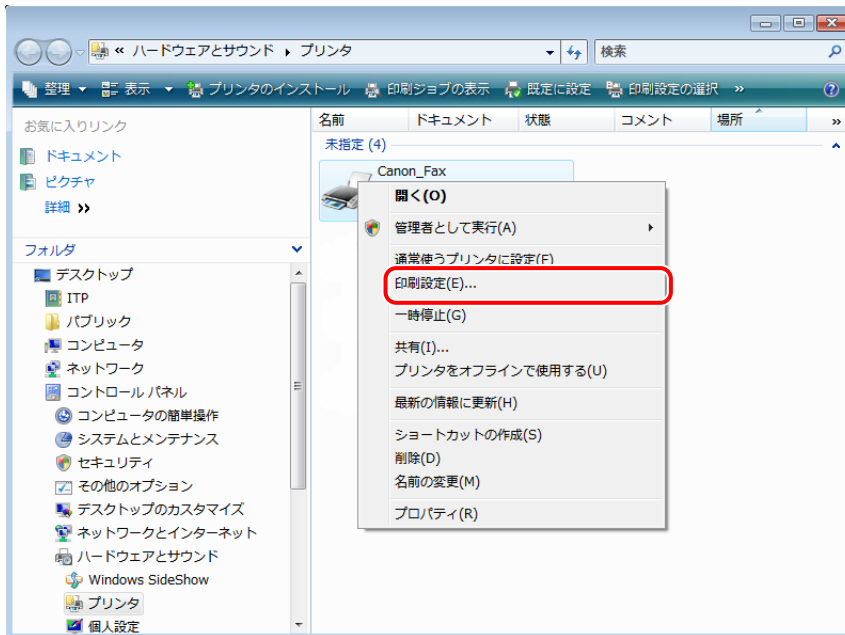 « ハードウェアとサウンド ▸ プリンタ
検索
整理 ▼ 表示 ▼ プリンタのインストール 印刷ジョブの表示 既定に設定 印刷設定の選択 »
お気に入りリンク
ドキュメント
ピクチャ
詳細 »
フォルダ
デスクトップ
ITP
パブリック
コンピュータ
ネットワーク
コントロール パネル
コンピュータの簡単操作
システムとメンテナンス
セキュリティ
その他のオプション
デスクトップのカスタマイズ
ネットワークとインターネット
ハードウェアとサウンド
Windows SideShow
プリンタ
個人設定
名前 ドキュメント 状態 コメント 場所 »
未指定 (4)
Canon_Fax
開く(O)
管理者として実行(A)
通常使うプリンタに設定(F)
印刷設定(E)...
一時停止(G)
共有(I)...
プリンタをオフラインで使用する(U)
最新の情報に更新(H)
ショートカットの作成(S)
削除(D)
名前の変更(M)
プロパティ(R)